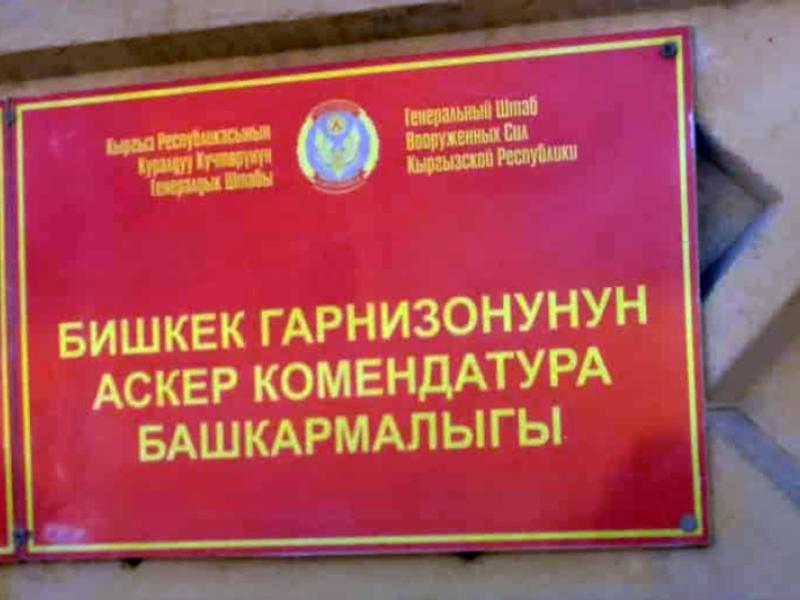 Кыргыз Республикасынын
Куралдуу Күчтөрүнүн
Генералдык Штабы
Генеральный Штаб
Вооруженных Сил
Кыргызской Республики
БИШКЕК ГАРНИЗОНУНУН
АСКЕР КОМЕНДАТУРА
БАШКАРМАЛЫГЫ